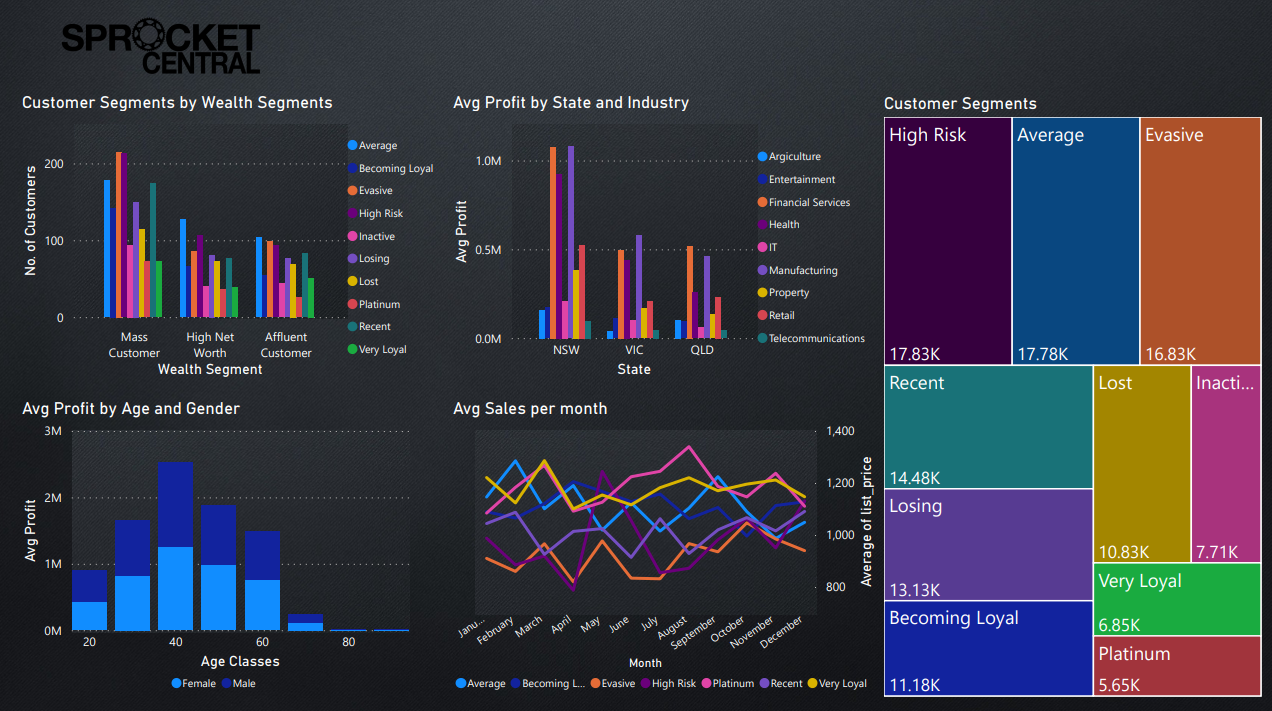 SPROCKET
CENTRAL
Customer Segments by Wealth Segments
No. of Customers
200
100
0
Mass
Customer
High Net
Worth
Affluent
Customer
Wealth Segment
Average
Becoming Loyal
Evasive
High Risk
Inactive
Losing
Lost
Platinum
Recent
Very Loyal
Avg Profit by State and Industry
Avg Profit
1.0M
0.5M
0.0M
NSW
VIC
QLD
State
Argiculture
Entertainment
Financial Services
Health
IT
Manufacturing
Property
Retail
Telecommunications
Customer Segments
High Risk
17.83K
Average
17.78K
Evasive
16.83K
Recent
14.48K
Lost
10.83K
Inacti...
7.71K
Losing
13.13K
Very Loyal
6.85K
Becoming Loyal
11.18K
Platinum
5.65K
Avg Profit by Age and Gender
Avg Profit
3M
2M
1M
0M
20
40
60
80
Age Classes
Female
Male
Avg Sales per month
1,400
1,200
1,000
800
Average of list_price
Janu...
February
March
April
May
June
July
August
September
October
November
December
Month
Average
Becoming L...
Evasive
High Risk
Platinum
Recent
Very Loyal